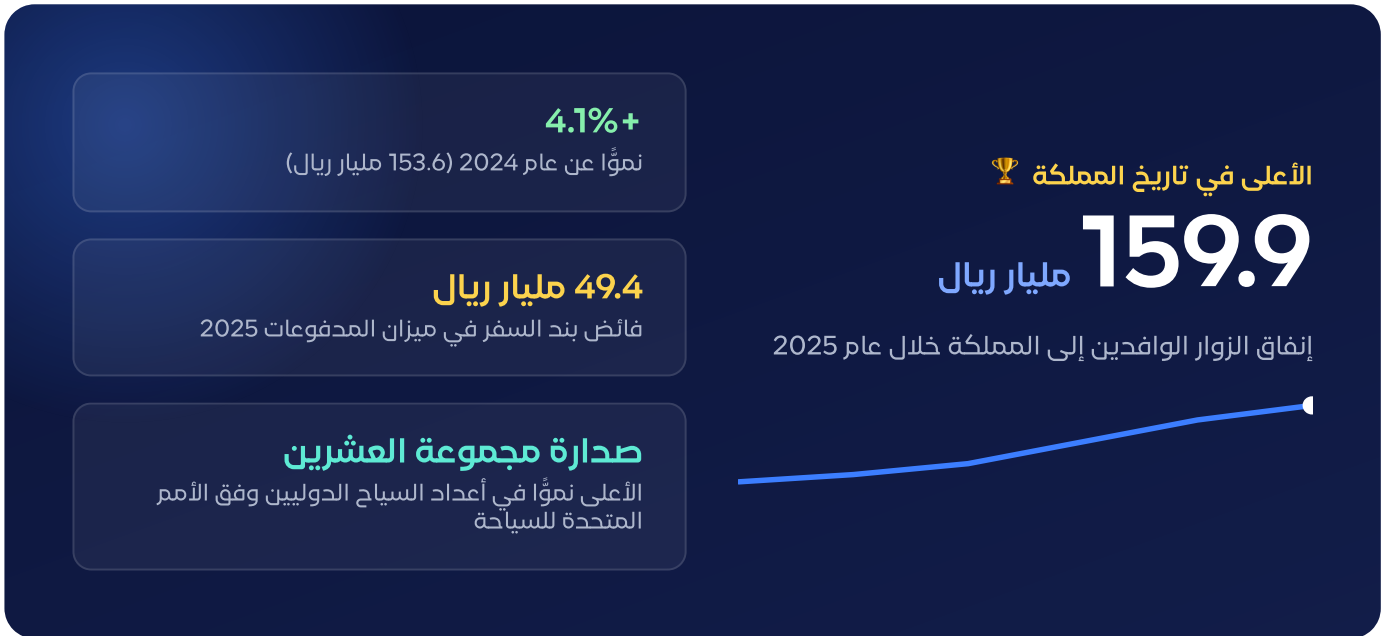 الأعلى في تاريخ المملكة 🏆
159.9 مليار ريال
إنفاق الزوار الوافدين إلى المملكة خلال عام 2025
+4.1%
نموًّا عن عام 2024 (153.6 مليار ريال)
49.4 مليار ريال
فائض بند السفر في ميزان المدفوعات 2025
صدارة مجموعة العشرين
الأعلى نموًّا في أعداد السياح الدوليين وفق الأمم
المتحدة للسياحة